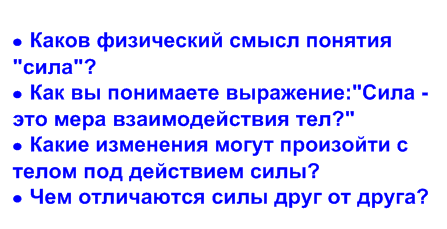 • Каков физический смысл понятия
"сила"?
• Как вы понимаете выражение:"Сила -
это мера взаимодействия тел?"
• Какие изменения могут произойти с
телом под действием силы?
• Чем отличаются силы друг от друга?